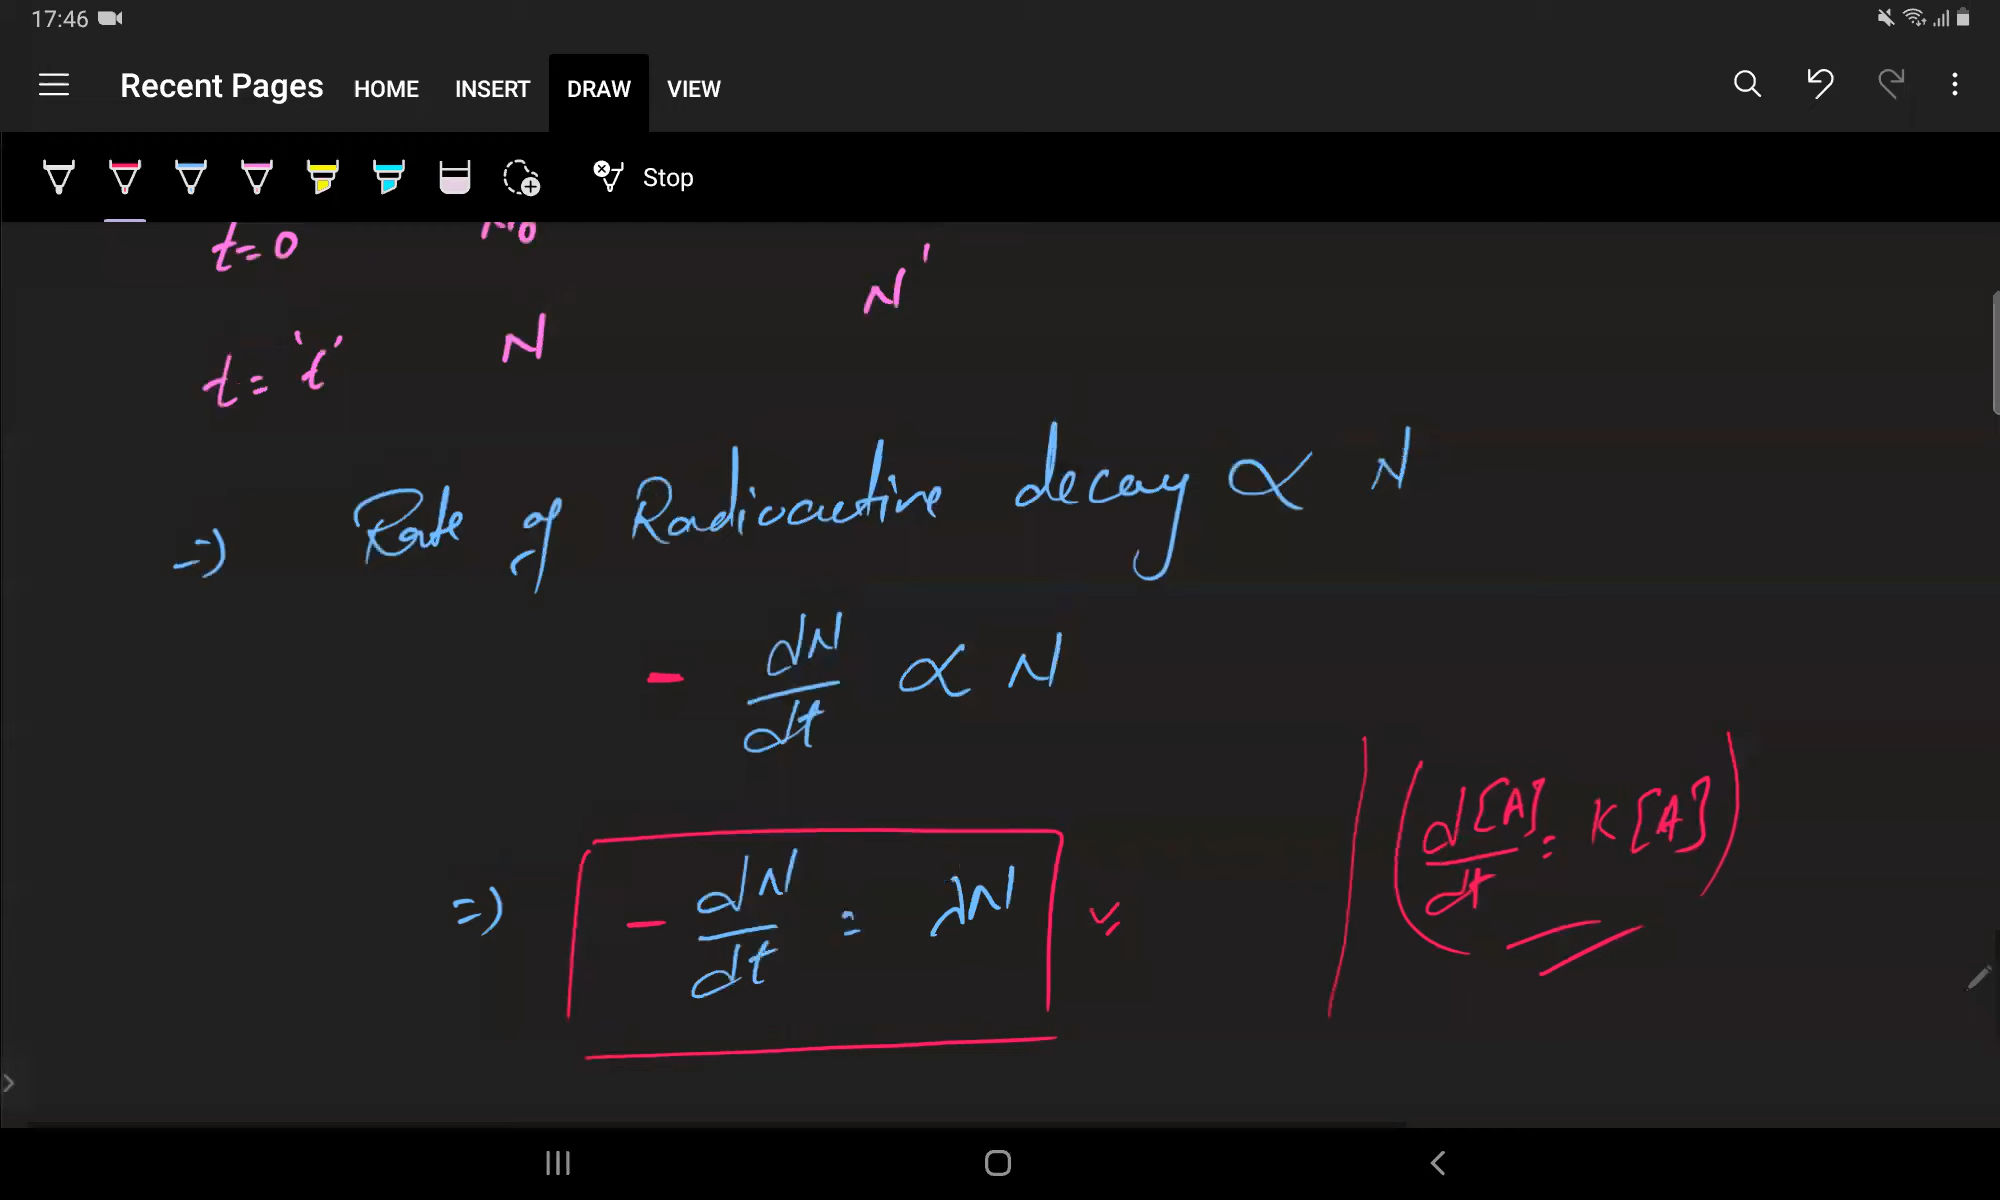 17:46
Recent Pages HOME INSERT DRAW VIEW
Stop
t=0 N0
N'
t='t' N
=) Rate of Radioactive decay ∝ N
- dN/dt ∝ N
=) - dN/dt = λN
(d[A]/dt = K[A])